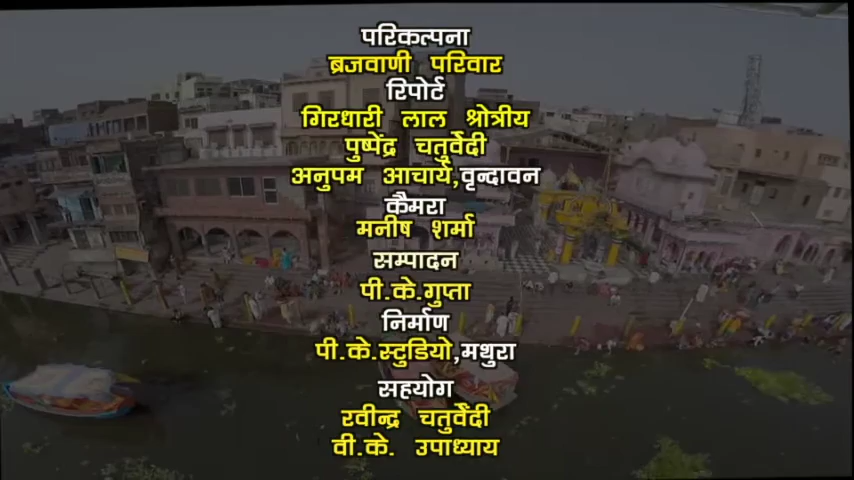 परिकल्पना
ब्रजवाणी परिवार
रिपोर्ट
गिरधारी लाल श्रोत्रीय
पुष्पेंद्र चतुर्वेदी
अनुपम आचार्य,वृन्दावन
कैमरा
मनीष शर्मा
सम्पादन
पी.के.गुप्ता
निर्माण
पी.के.स्टुडियो,मथुरा
सहयोग
रवीन्द्र चतुर्वेदी
वी.के. उपाध्याय